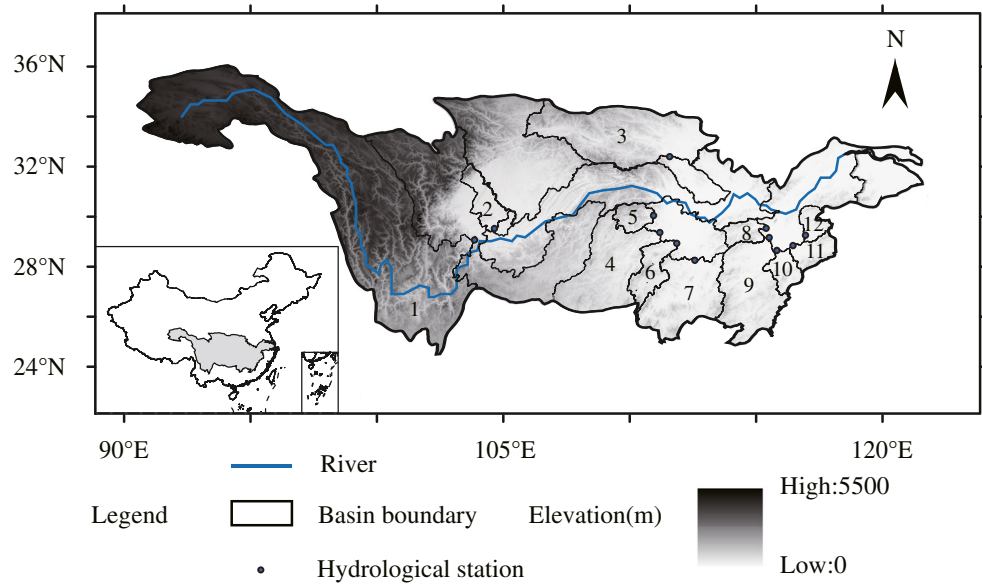 N
36°N
32°N
28°N
24°N
3
2
5
12
8
11
4
6
10
9
7
1
90°E
105°E
120°E
River
High:5500
Legend
Basin boundary
Elevation(m)
Low:0
Hydrological station